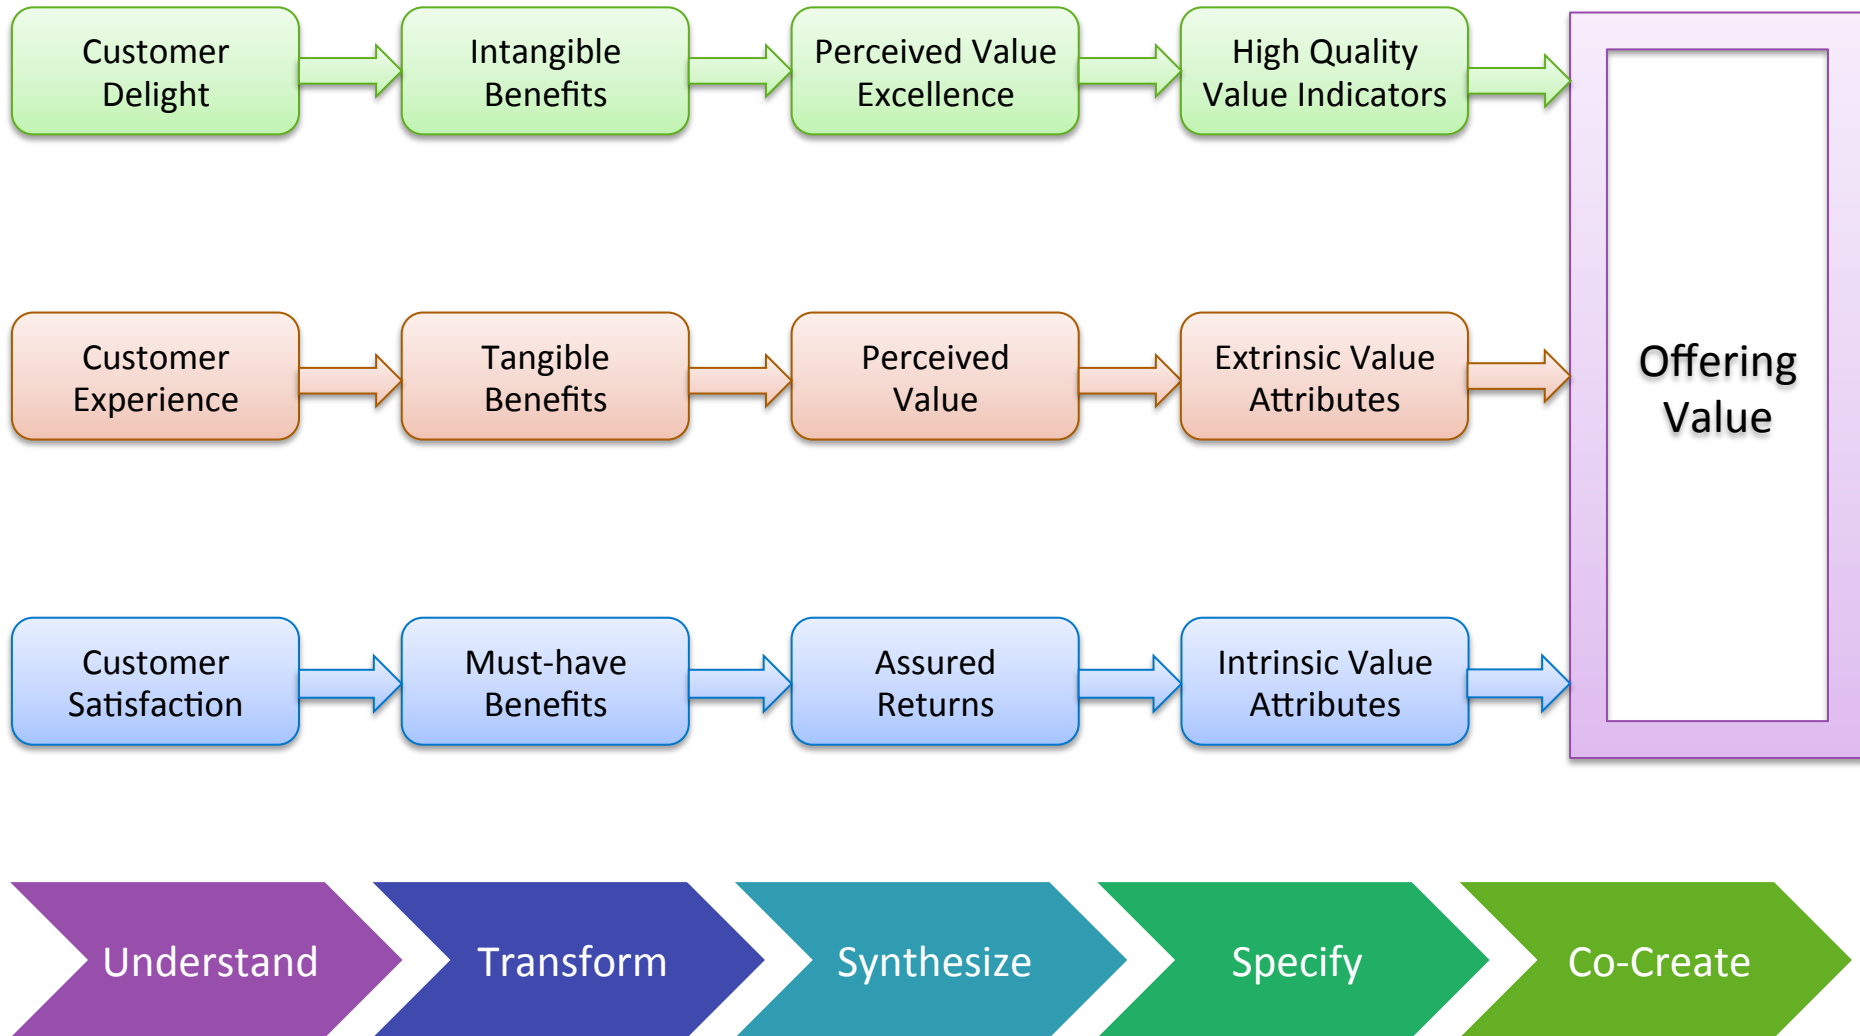 Customer
Delight
Intangible
Benefits
Perceived Value
Excellence
High Quality
Value Indicators
Customer
Experience
Tangible
Benefits
Perceived
Value
Extrinsic Value
Attributes
Offering
Value
Customer
Satisfaction
Must-have
Benefits
Assured
Returns
Intrinsic Value
Attributes
Understand
Transform
Synthesize
Specify
Co-Create